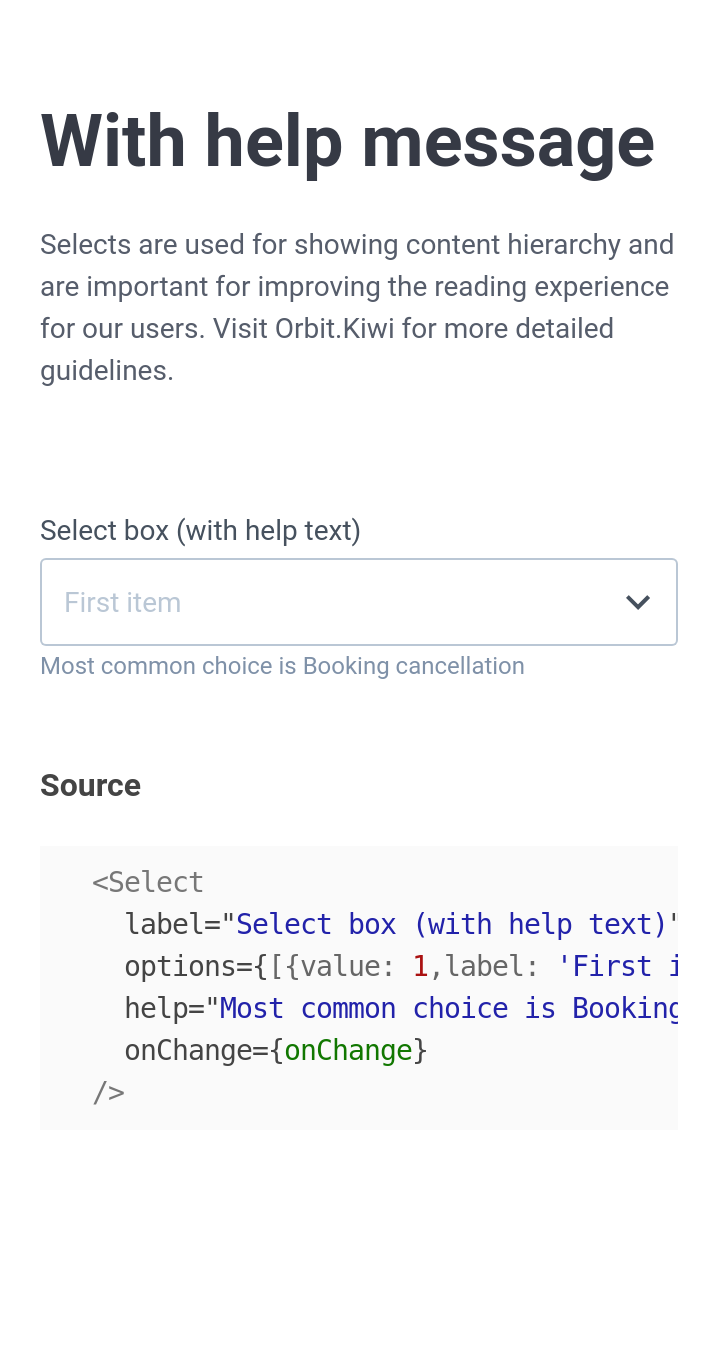 With help message
Selects are used for showing content hierarchy and
are important for improving the reading experience
for our users. Visit Orbit.Kiwi for more detailed
guidelines.
Select box (with help text)
First item
Most common choice is Booking cancellation
Source
<Select
label="Select box (with help text)"
options={[{value: 1,label: 'First i
help="Most common choice is Booking
onChange={onChange}
/>